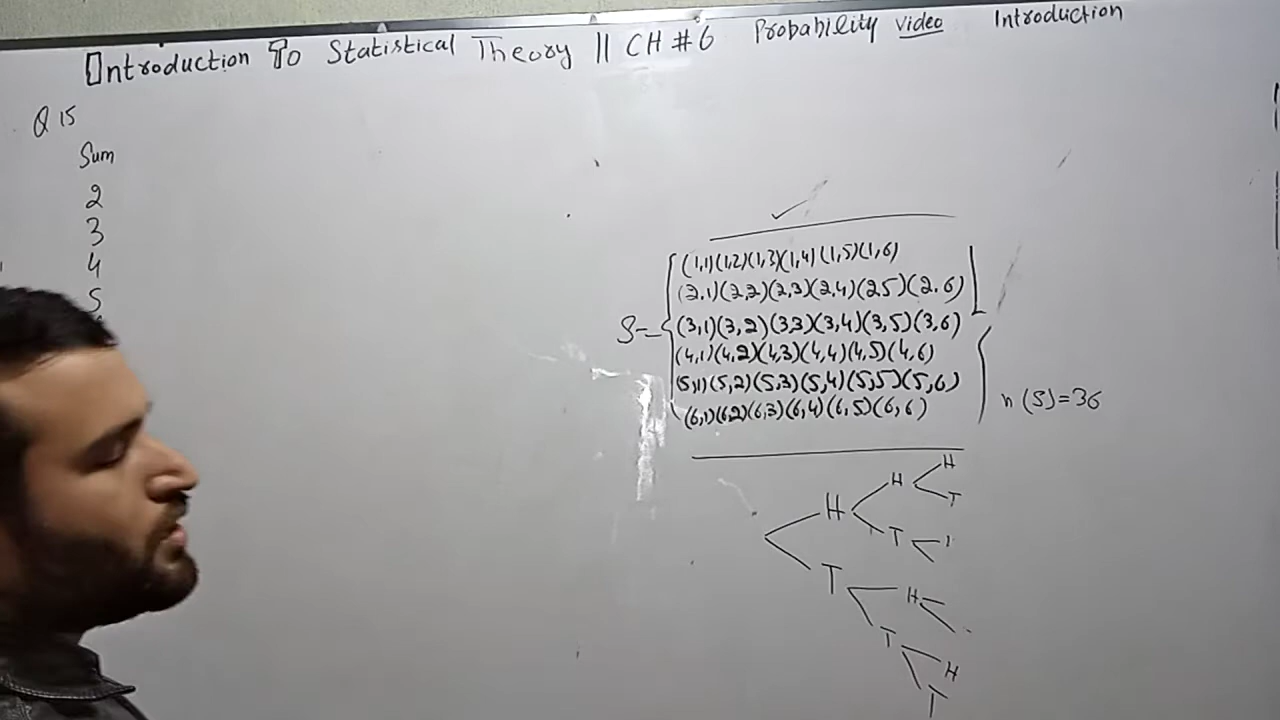 Introduction To Statistical Theory || CH # 6 Probability video Introduction
Q 15
Sum
2
3
4
5
S = { (1,1)(1,2)(1,3)(1,4)(1,5)(1,6)
(2,1)(2,2)(2,3)(2,4)(2,5)(2,6)
(3,1)(3,2)(3,3)(3,4)(3,5)(3,6)
(4,1)(4,2)(4,3)(4,4)(4,5)(4,6)
(5,1)(5,2)(5,3)(5,4)(5,5)(5,6)
(6,1)(6,2)(6,3)(6,4)(6,5)(6,6) }
n(S)=36
H
H
T
H
T
T
H
T
H
T